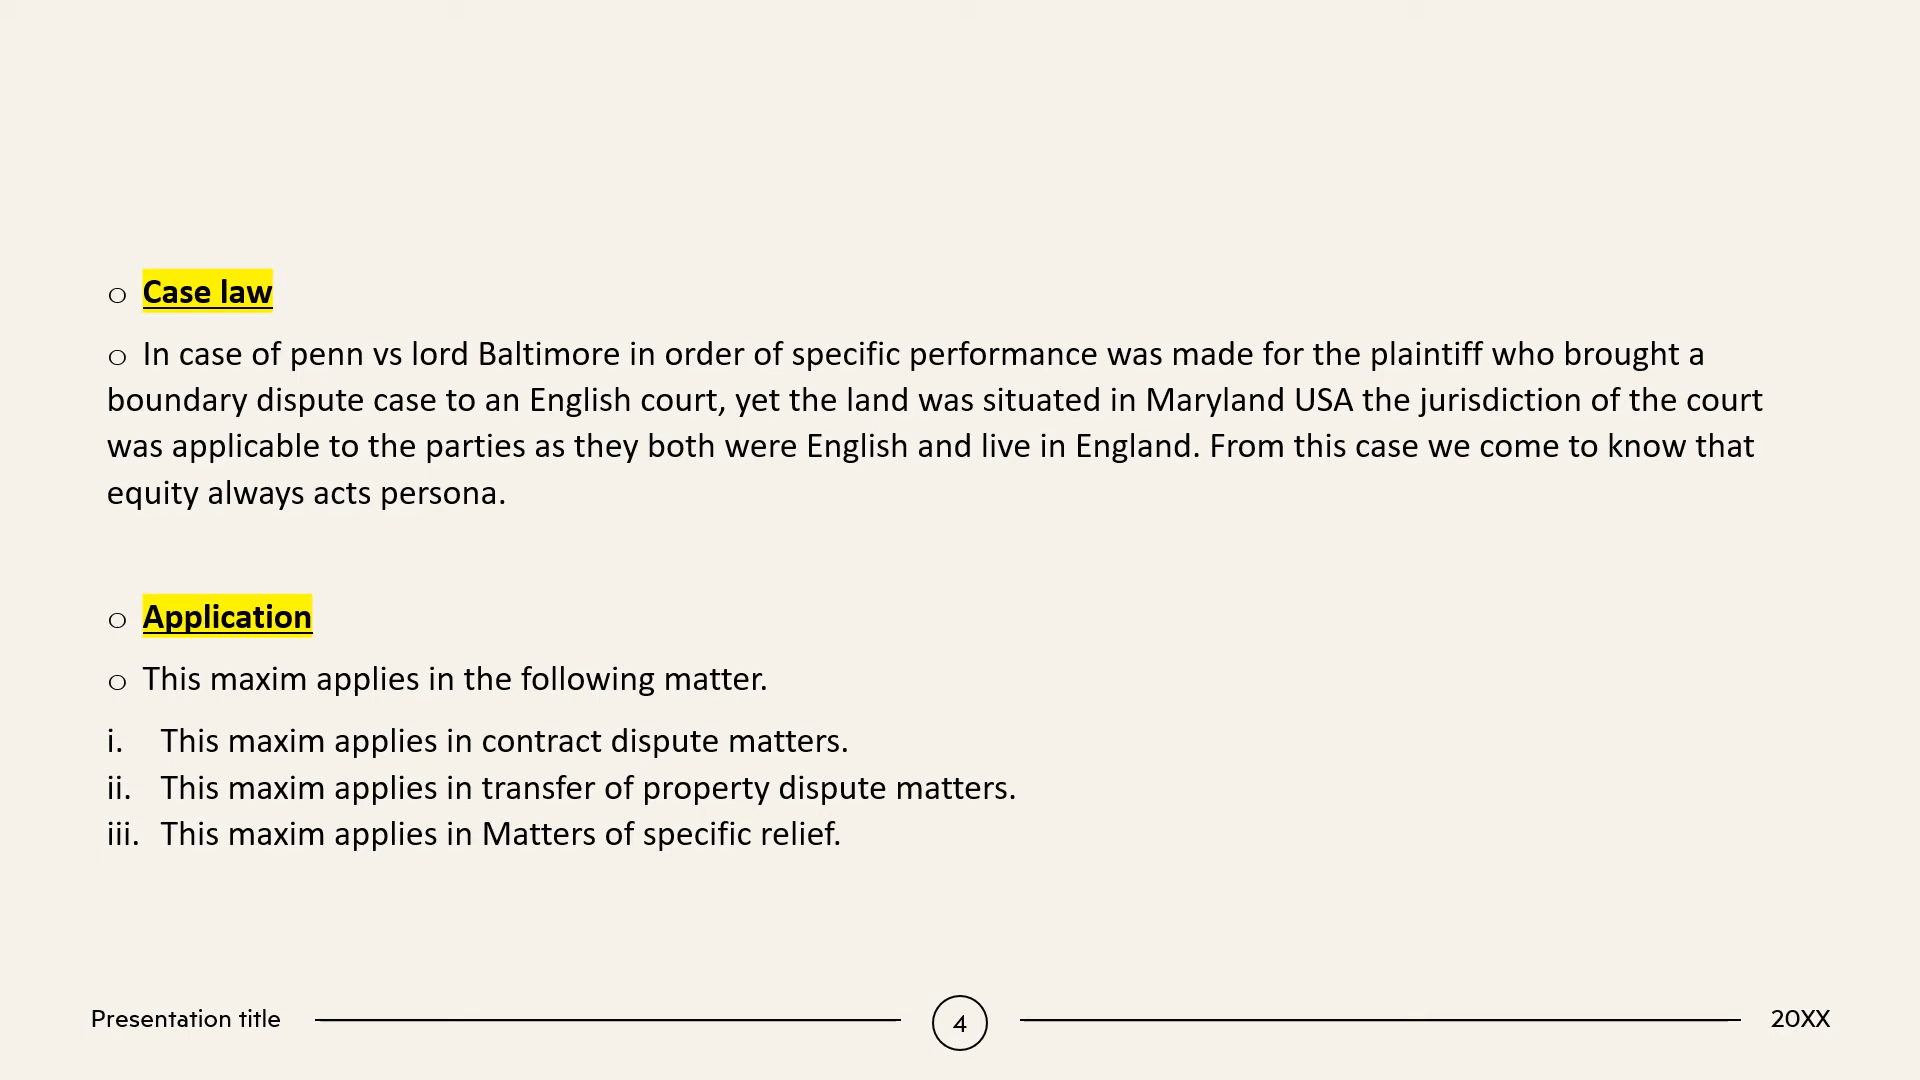 ○ Case law
○ In case of penn vs lord Baltimore in order of specific performance was made for the plaintiff who brought a
boundary dispute case to an English court, yet the land was situated in Maryland USA the jurisdiction of the court
was applicable to the parties as they both were English and live in England. From this case we come to know that
equity always acts persona.
○ Application
○ This maxim applies in the following matter.
i. This maxim applies in contract dispute matters.
ii. This maxim applies in transfer of property dispute matters.
iii. This maxim applies in Matters of specific relief.
Presentation title 4 20XX